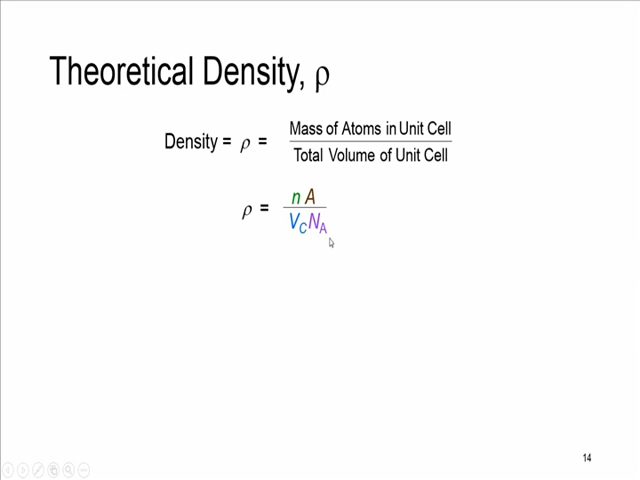 Theoretical Density, ρ
Density = ρ = Mass of Atoms in Unit Cell
Total Volume of Unit Cell
ρ = n A
V_C N_A
14